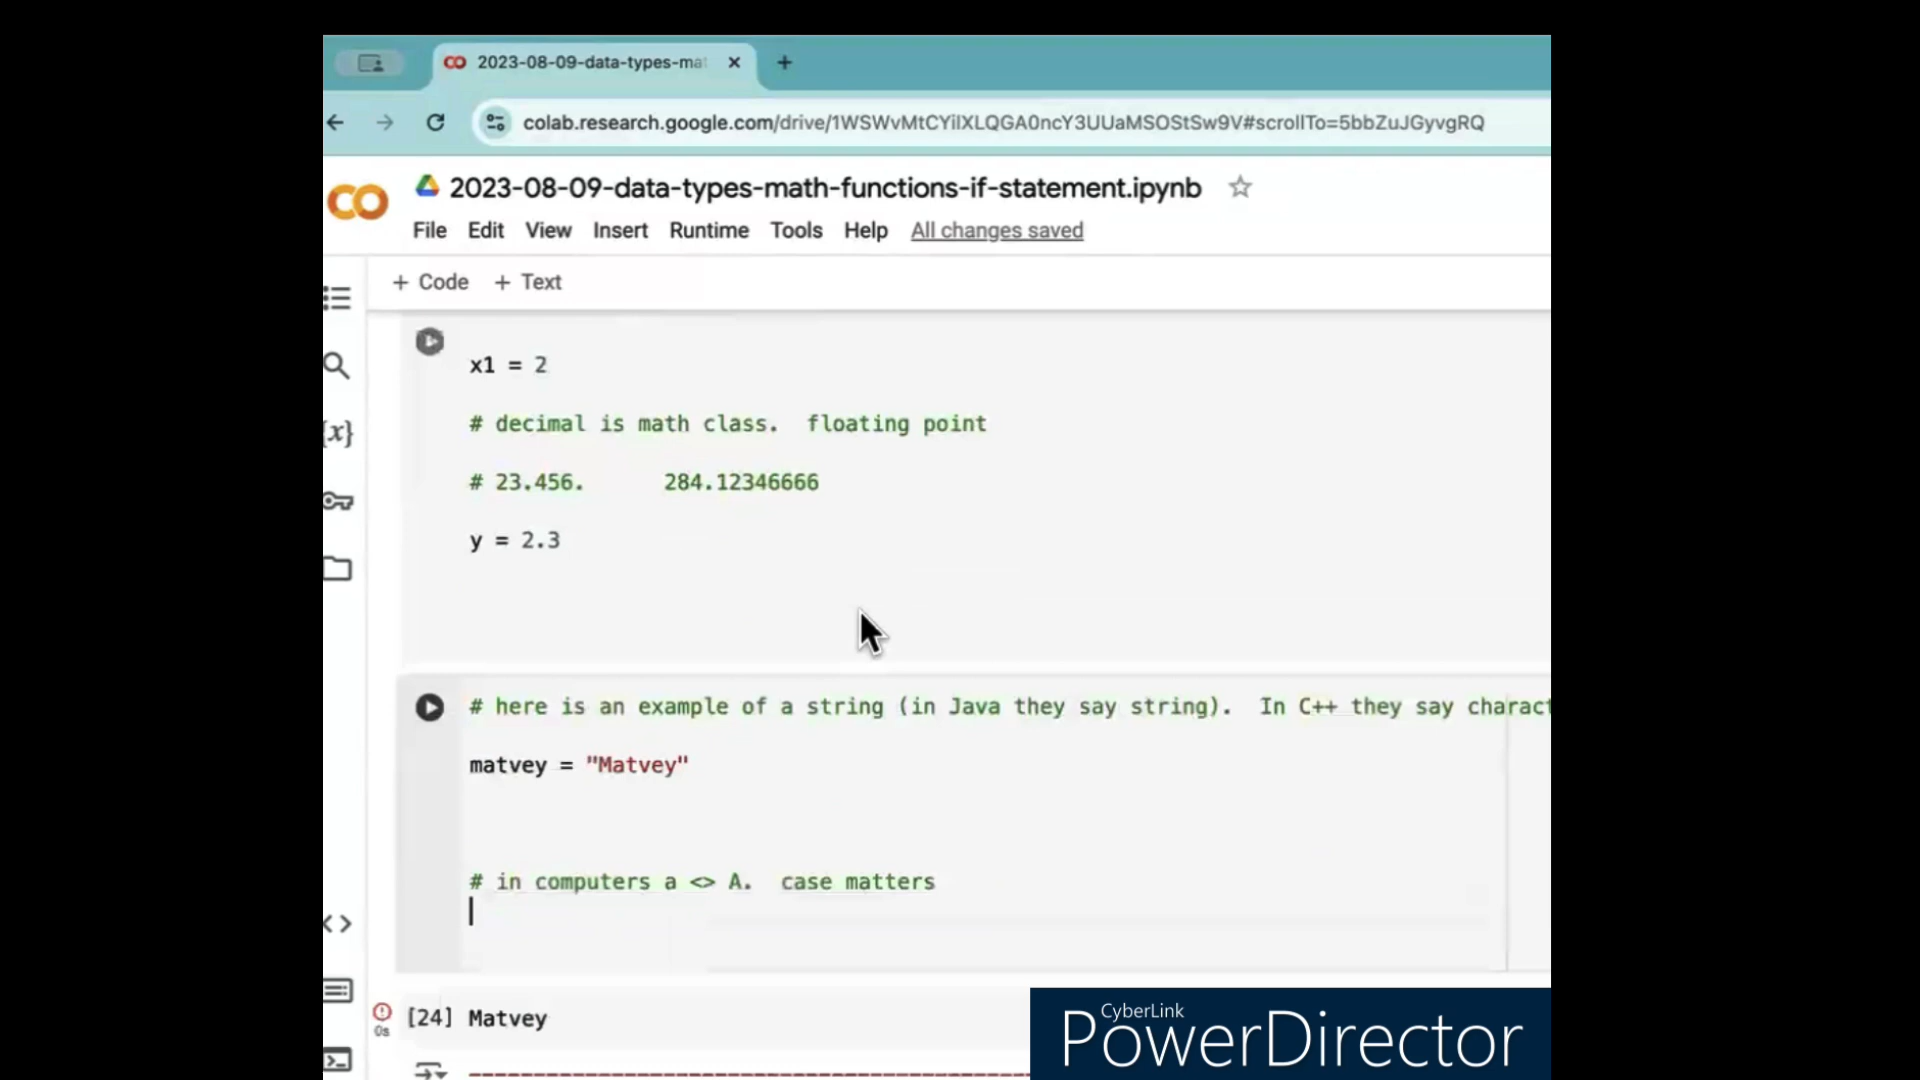 2023-08-09-data-types-mat
colab.research.google.com/drive/1WSWvMtCYilXLQGA0ncY3UUaMSOStSw9V#scrollTo=5bbZuJGyvgRQ
CO
2023-08-09-data-types-math-functions-if-statement.ipynb
File Edit View Insert Runtime Tools Help All changes saved
+ Code + Text
x1 = 2
# decimal is math class. floating point
{x}
# 23.456. 284.12346666
y = 2.3
# here is an example of a string (in Java they say string). In C++ they say charact
matvey = "Matvey"
# in computers a <> A. case matters
[24] Matvey
0s
CyberLink
PowerDirector